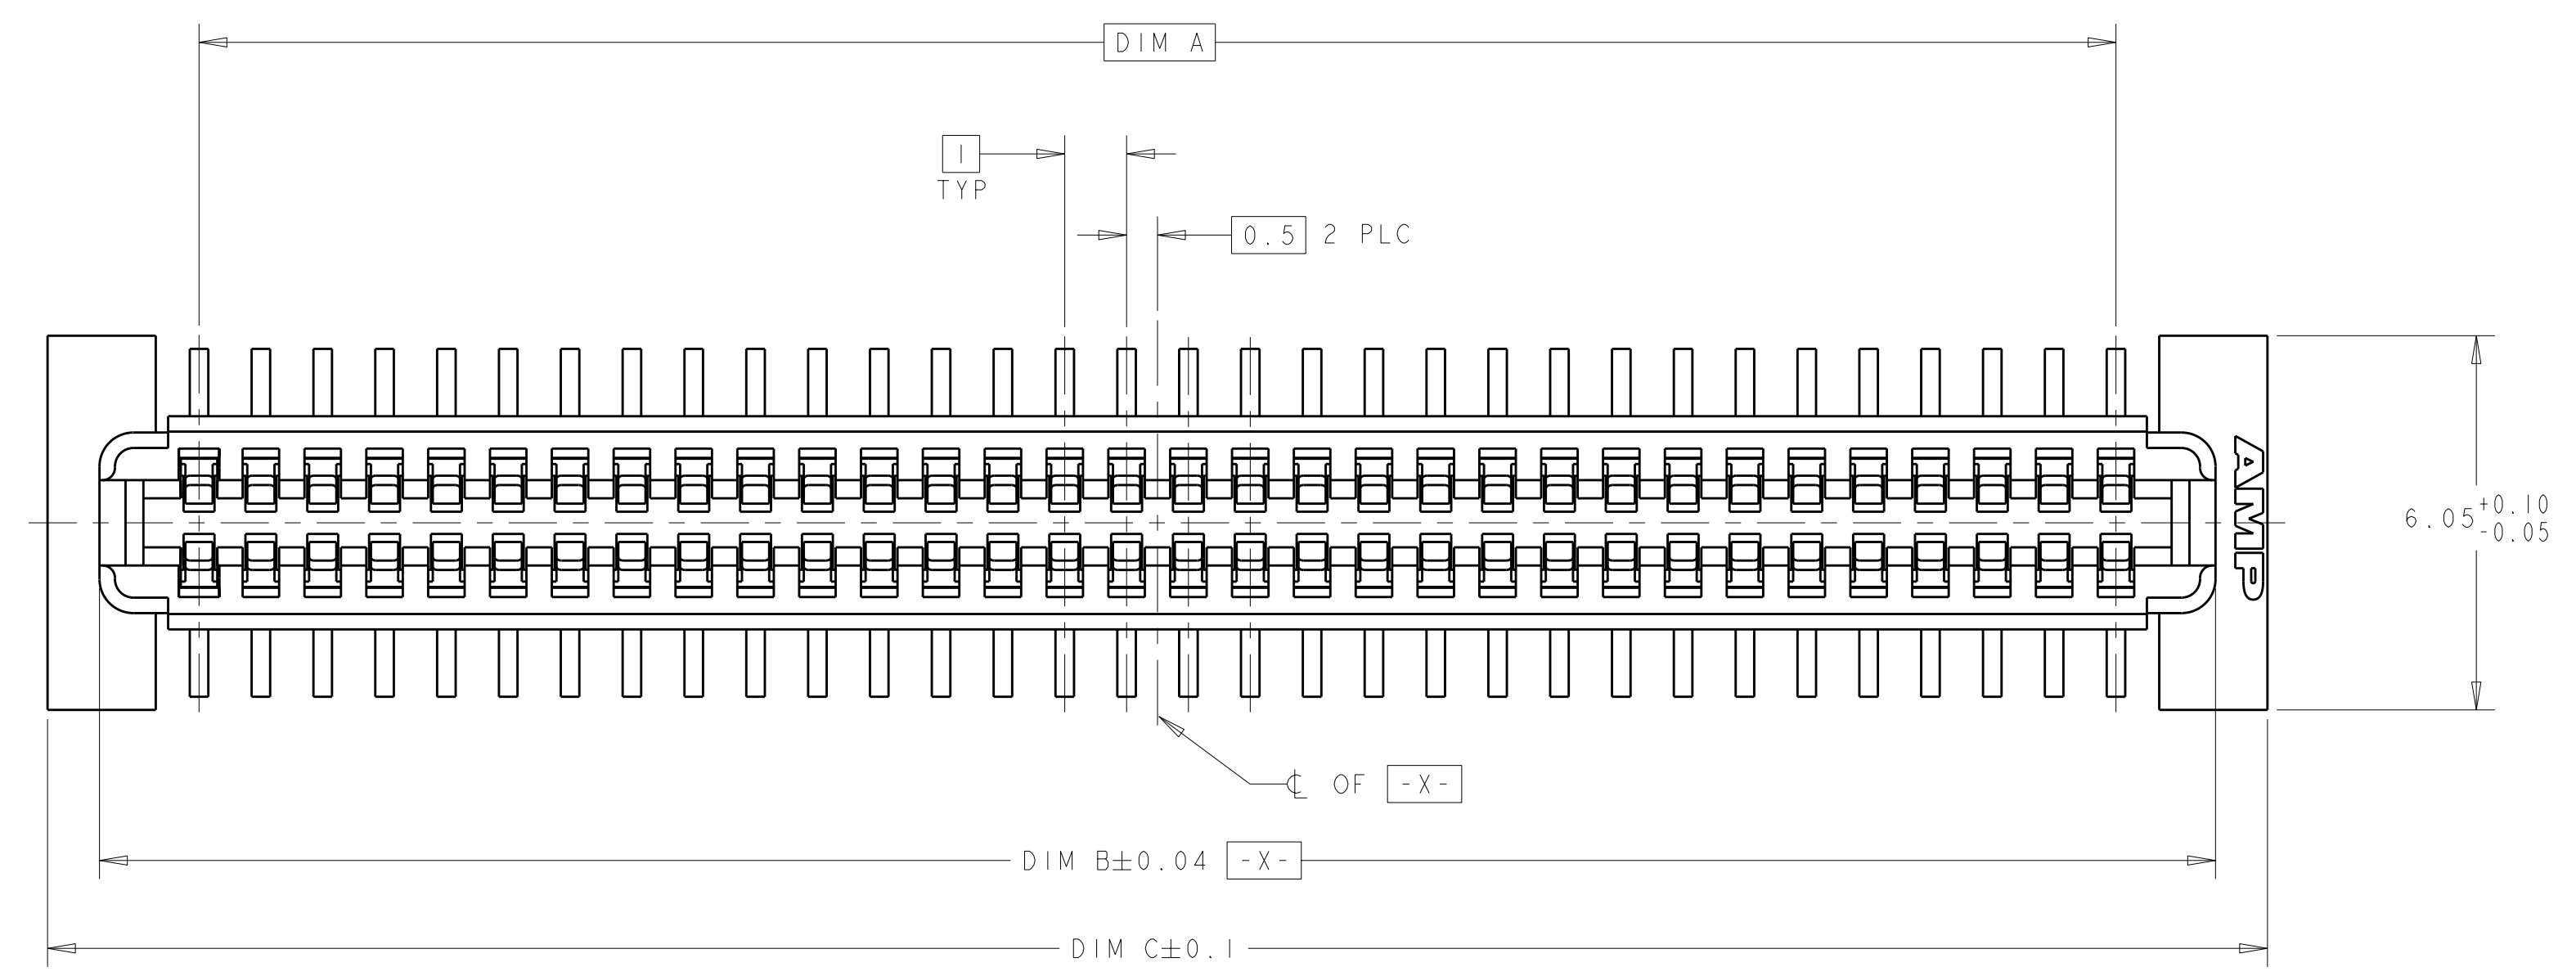 DIM A
1
TYP
0.5 2 PLC
AMP
6.05 +0.10
-0.05
℄ OF -X-
DIM B±0.04 -X-
DIM C±0.1